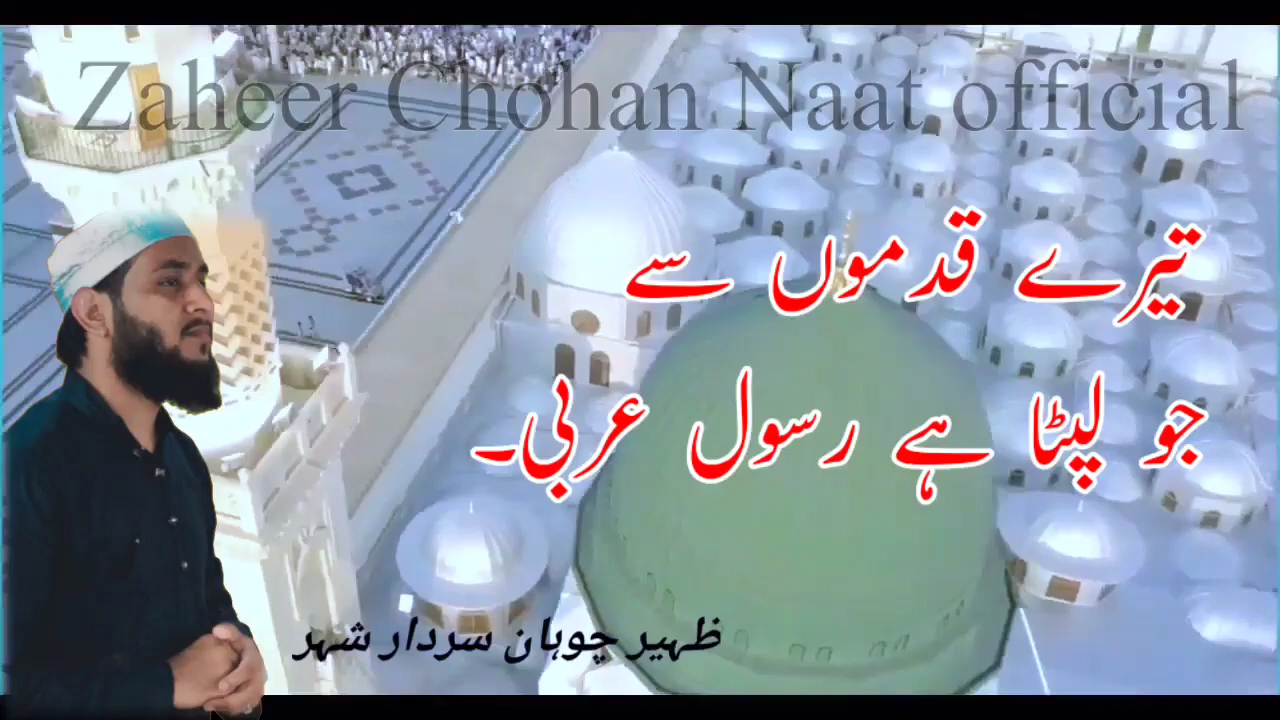 Zaheer Chohan Naat official
تیرے قدموں سے
جو لپٹا ہے رسول عربی۔
ظہیر چوہان سردار شہر